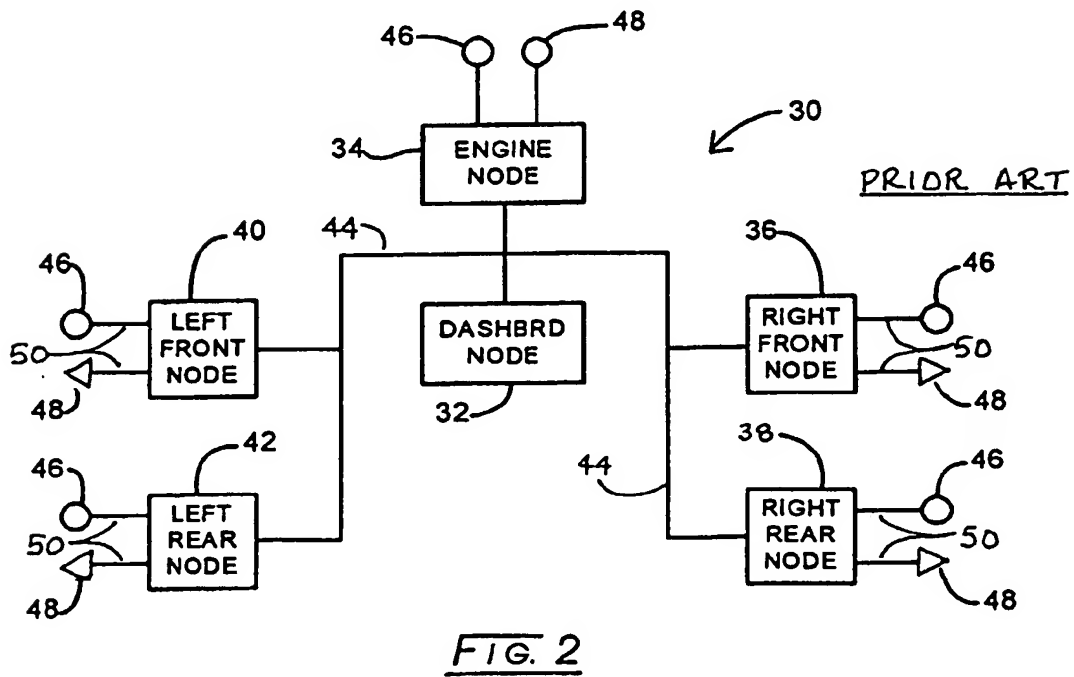 46
48
34
ENGINE
NODE
30
PRIOR ART
44
40
36
46
LEFT
FRONT
NODE
50
48
DASHBRD
NODE
32
RIGHT
FRONT
NODE
46
50
48
42
38
46
LEFT
REAR
NODE
50
48
44
RIGHT
REAR
NODE
46
50
48
FIG. 2